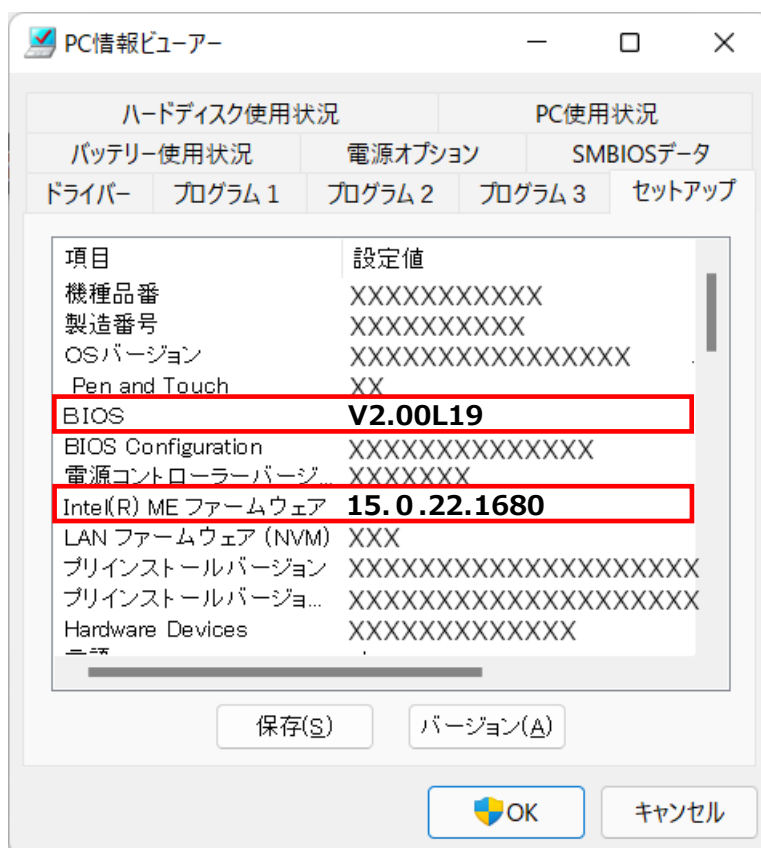 PC情報ビューアー
ハードディスク使用状況 PC使用状況
バッテリー使用状況 電源オプション SMBIOSデータ
ドライバー プログラム 1 プログラム 2 プログラム 3 セットアップ
項目 設定値
機種品番 XXXXXXXXXXX
製造番号 XXXXXXXXXX
OSバージョン XXXXXXXXXXXXXXXX
Pen and Touch XX
BIOS V2.00L19
BIOS Configuration XXXXXXXXXXXXXX
電源コントローラーバージ... XXXXXXX
Intel(R) ME ファームウェア 15.0.22.1680
LAN ファームウェア (NVM) XXX
プリインストールバージョン XXXXXXXXXXXXXXXXXXXX
プリインストールバージョ... XXXXXXXXXXXXXXXXXXXX
Hardware Devices XXXXXXXXXXXXX
保存(S) バージョン(A)
OK キャンセル